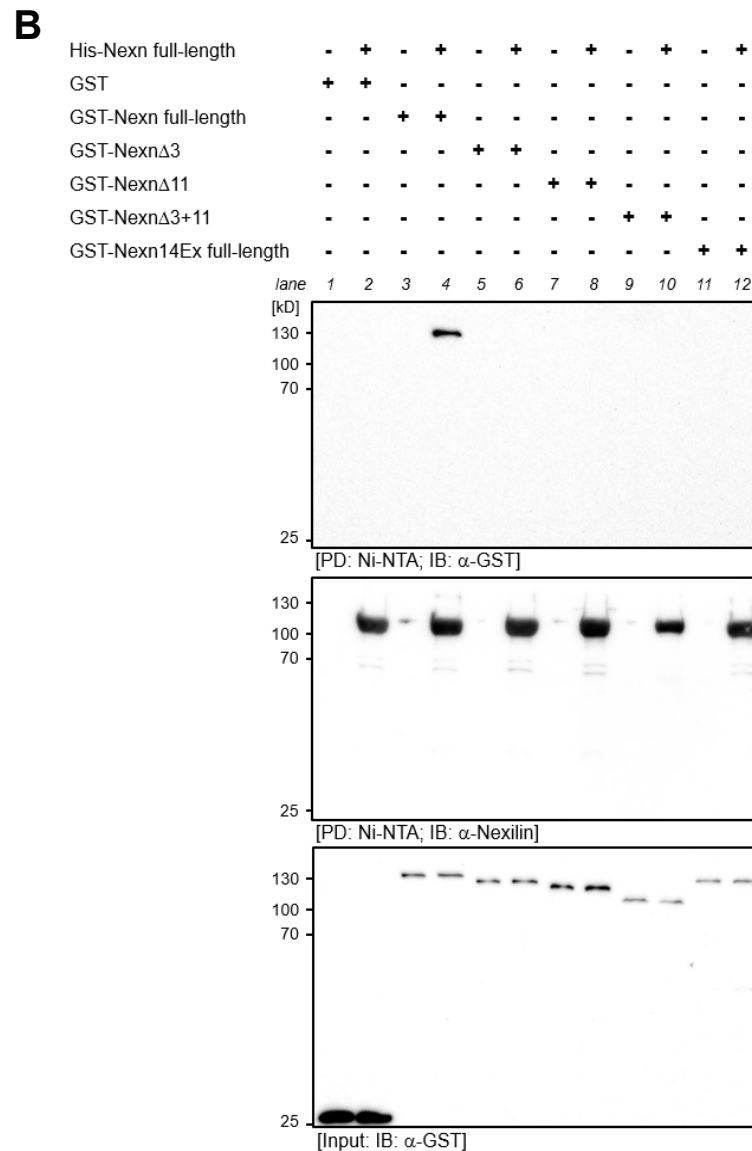 B
His-Nexn full-length - + - + - + - + - + - +
GST + + - - - - - - - - - -
GST-Nexn full-length - - + + - - - - - - - -
GST-NexnΔ3 - - - - + + - - - - - -
GST-NexnΔ11 - - - - - - + + - - - -
GST-NexnΔ3+11 - - - - - - - - + + - -
GST-Nexn14Ex full-length - - - - - - - - - - + +
lane 1 2 3 4 5 6 7 8 9 10 11 12
[kD]
130
100
70
25
[PD: Ni-NTA; IB: α-GST]
130
100
70
25
[PD: Ni-NTA; IB: α-Nexilin]
130
100
70
25
[Input: IB: α-GST]